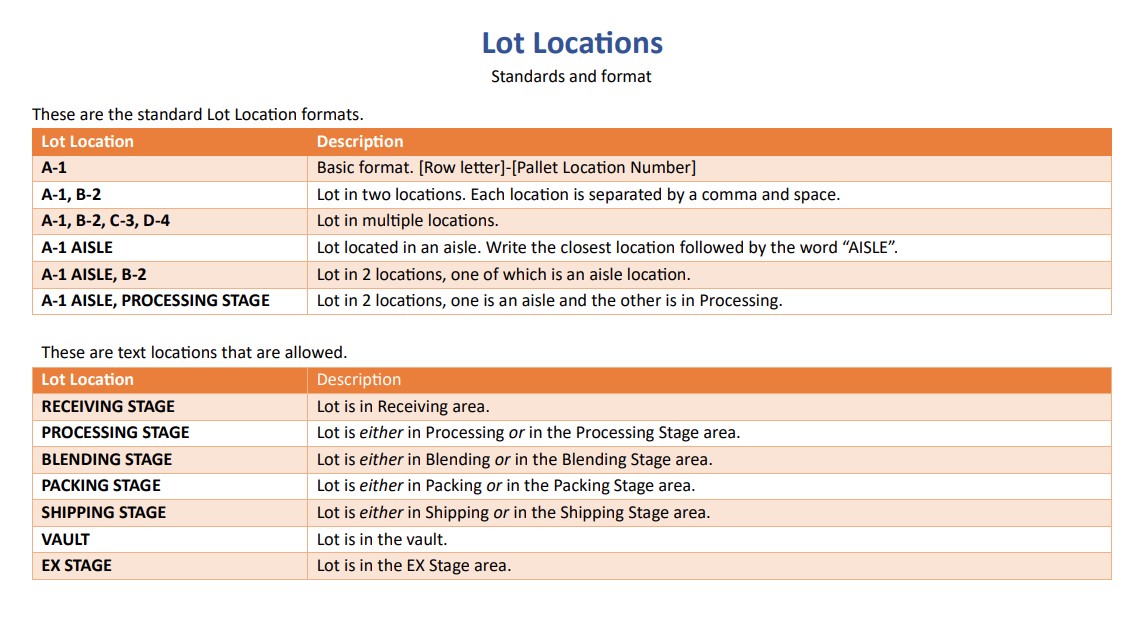 Lot Locations
Standards and format
These are the standard Lot Location formats.
Lot Location Description
A-1 Basic format. [Row letter]-[Pallet Location Number]
A-1, B-2 Lot in two locations. Each location is separated by a comma and space.
A-1, B-2, C-3, D-4 Lot in multiple locations.
A-1 AISLE Lot located in an aisle. Write the closest location followed by the word “AISLE”.
A-1 AISLE, B-2 Lot in 2 locations, one of which is an aisle location.
A-1 AISLE, PROCESSING STAGE Lot in 2 locations, one is an aisle and the other is in Processing.
These are text locations that are allowed.
Lot Location Description
RECEIVING STAGE Lot is in Receiving area.
PROCESSING STAGE Lot is either in Processing or in the Processing Stage area.
BLENDING STAGE Lot is either in Blending or in the Blending Stage area.
PACKING STAGE Lot is either in Packing or in the Packing Stage area.
SHIPPING STAGE Lot is either in Shipping or in the Shipping Stage area.
VAULT Lot is in the vault.
EX STAGE Lot is in the EX Stage area.